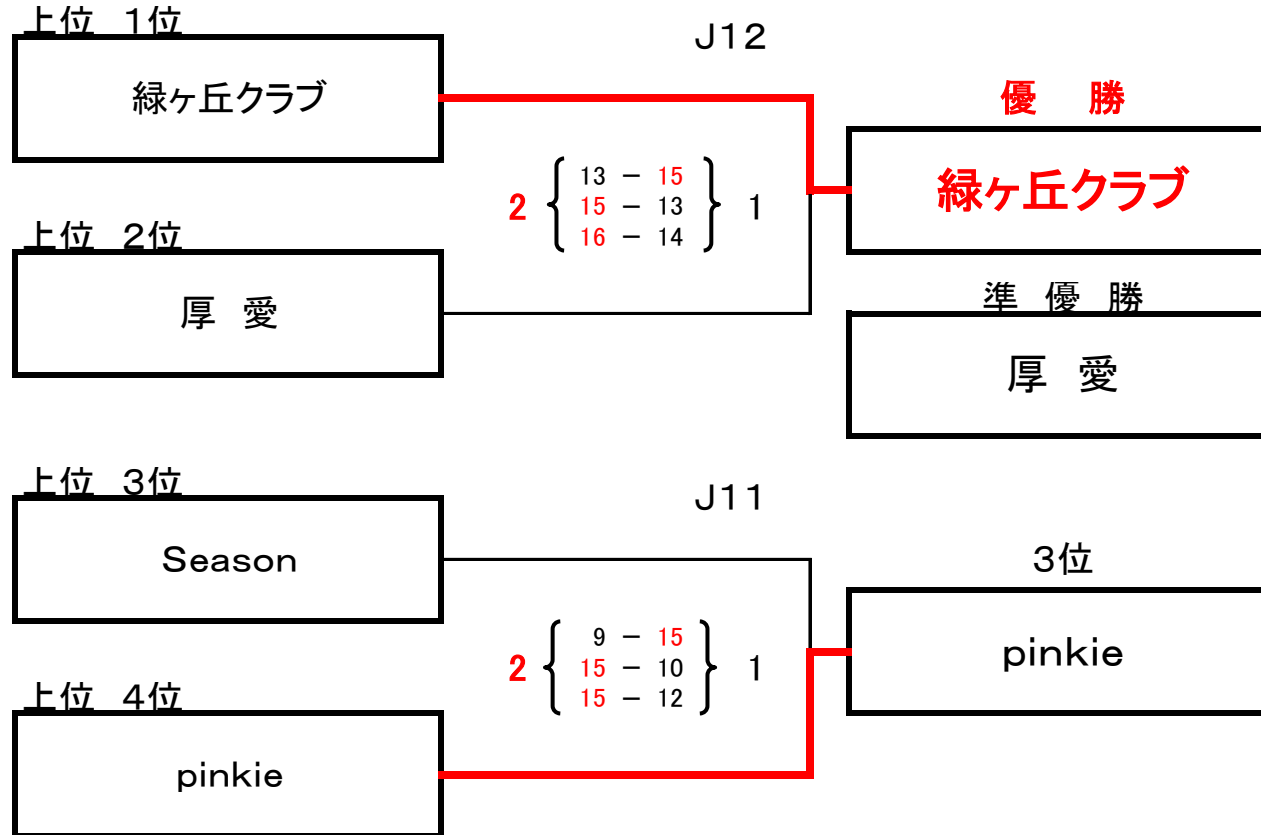 上位 1位
緑ヶ丘クラブ
J12
優 勝
緑ヶ丘クラブ
2 { 13 － 15 } 1
15 － 13
16 － 14
上位 2位
厚 愛
準 優 勝
厚 愛
上位 3位
Season
J11
3位
pinkie
2 { 9 － 15 } 1
15 － 10
15 － 12
上位 4位
pinkie